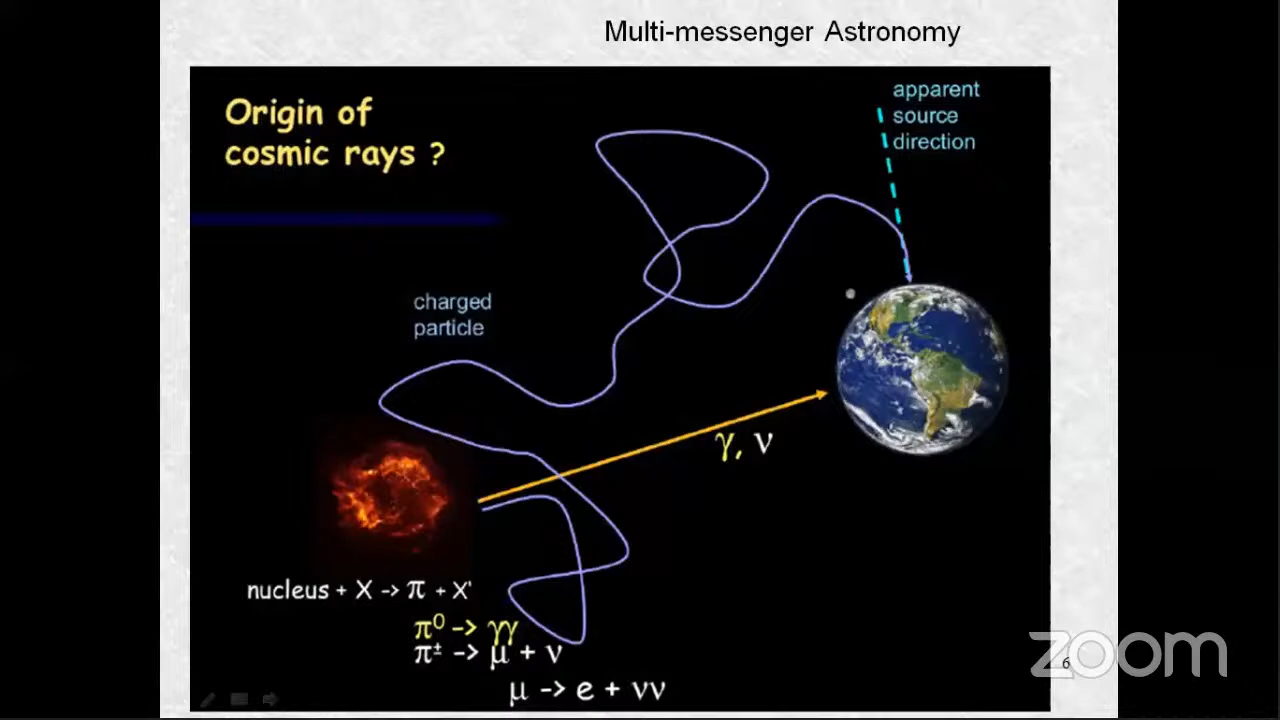 Multi-messenger Astronomy
Origin of
cosmic rays ?
apparent
source
direction
charged
particle
γ, ν
nucleus + X -> π + X'
π⁰ -> γγ
π± -> μ + ν
μ -> e + νν
zoom
6